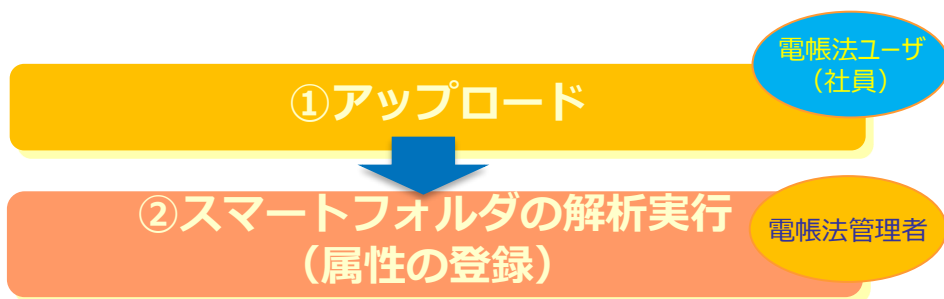 電帳法ユーザ
（社員）
①アップロード
②スマートフォルダの解析実行
（属性の登録）
電帳法管理者